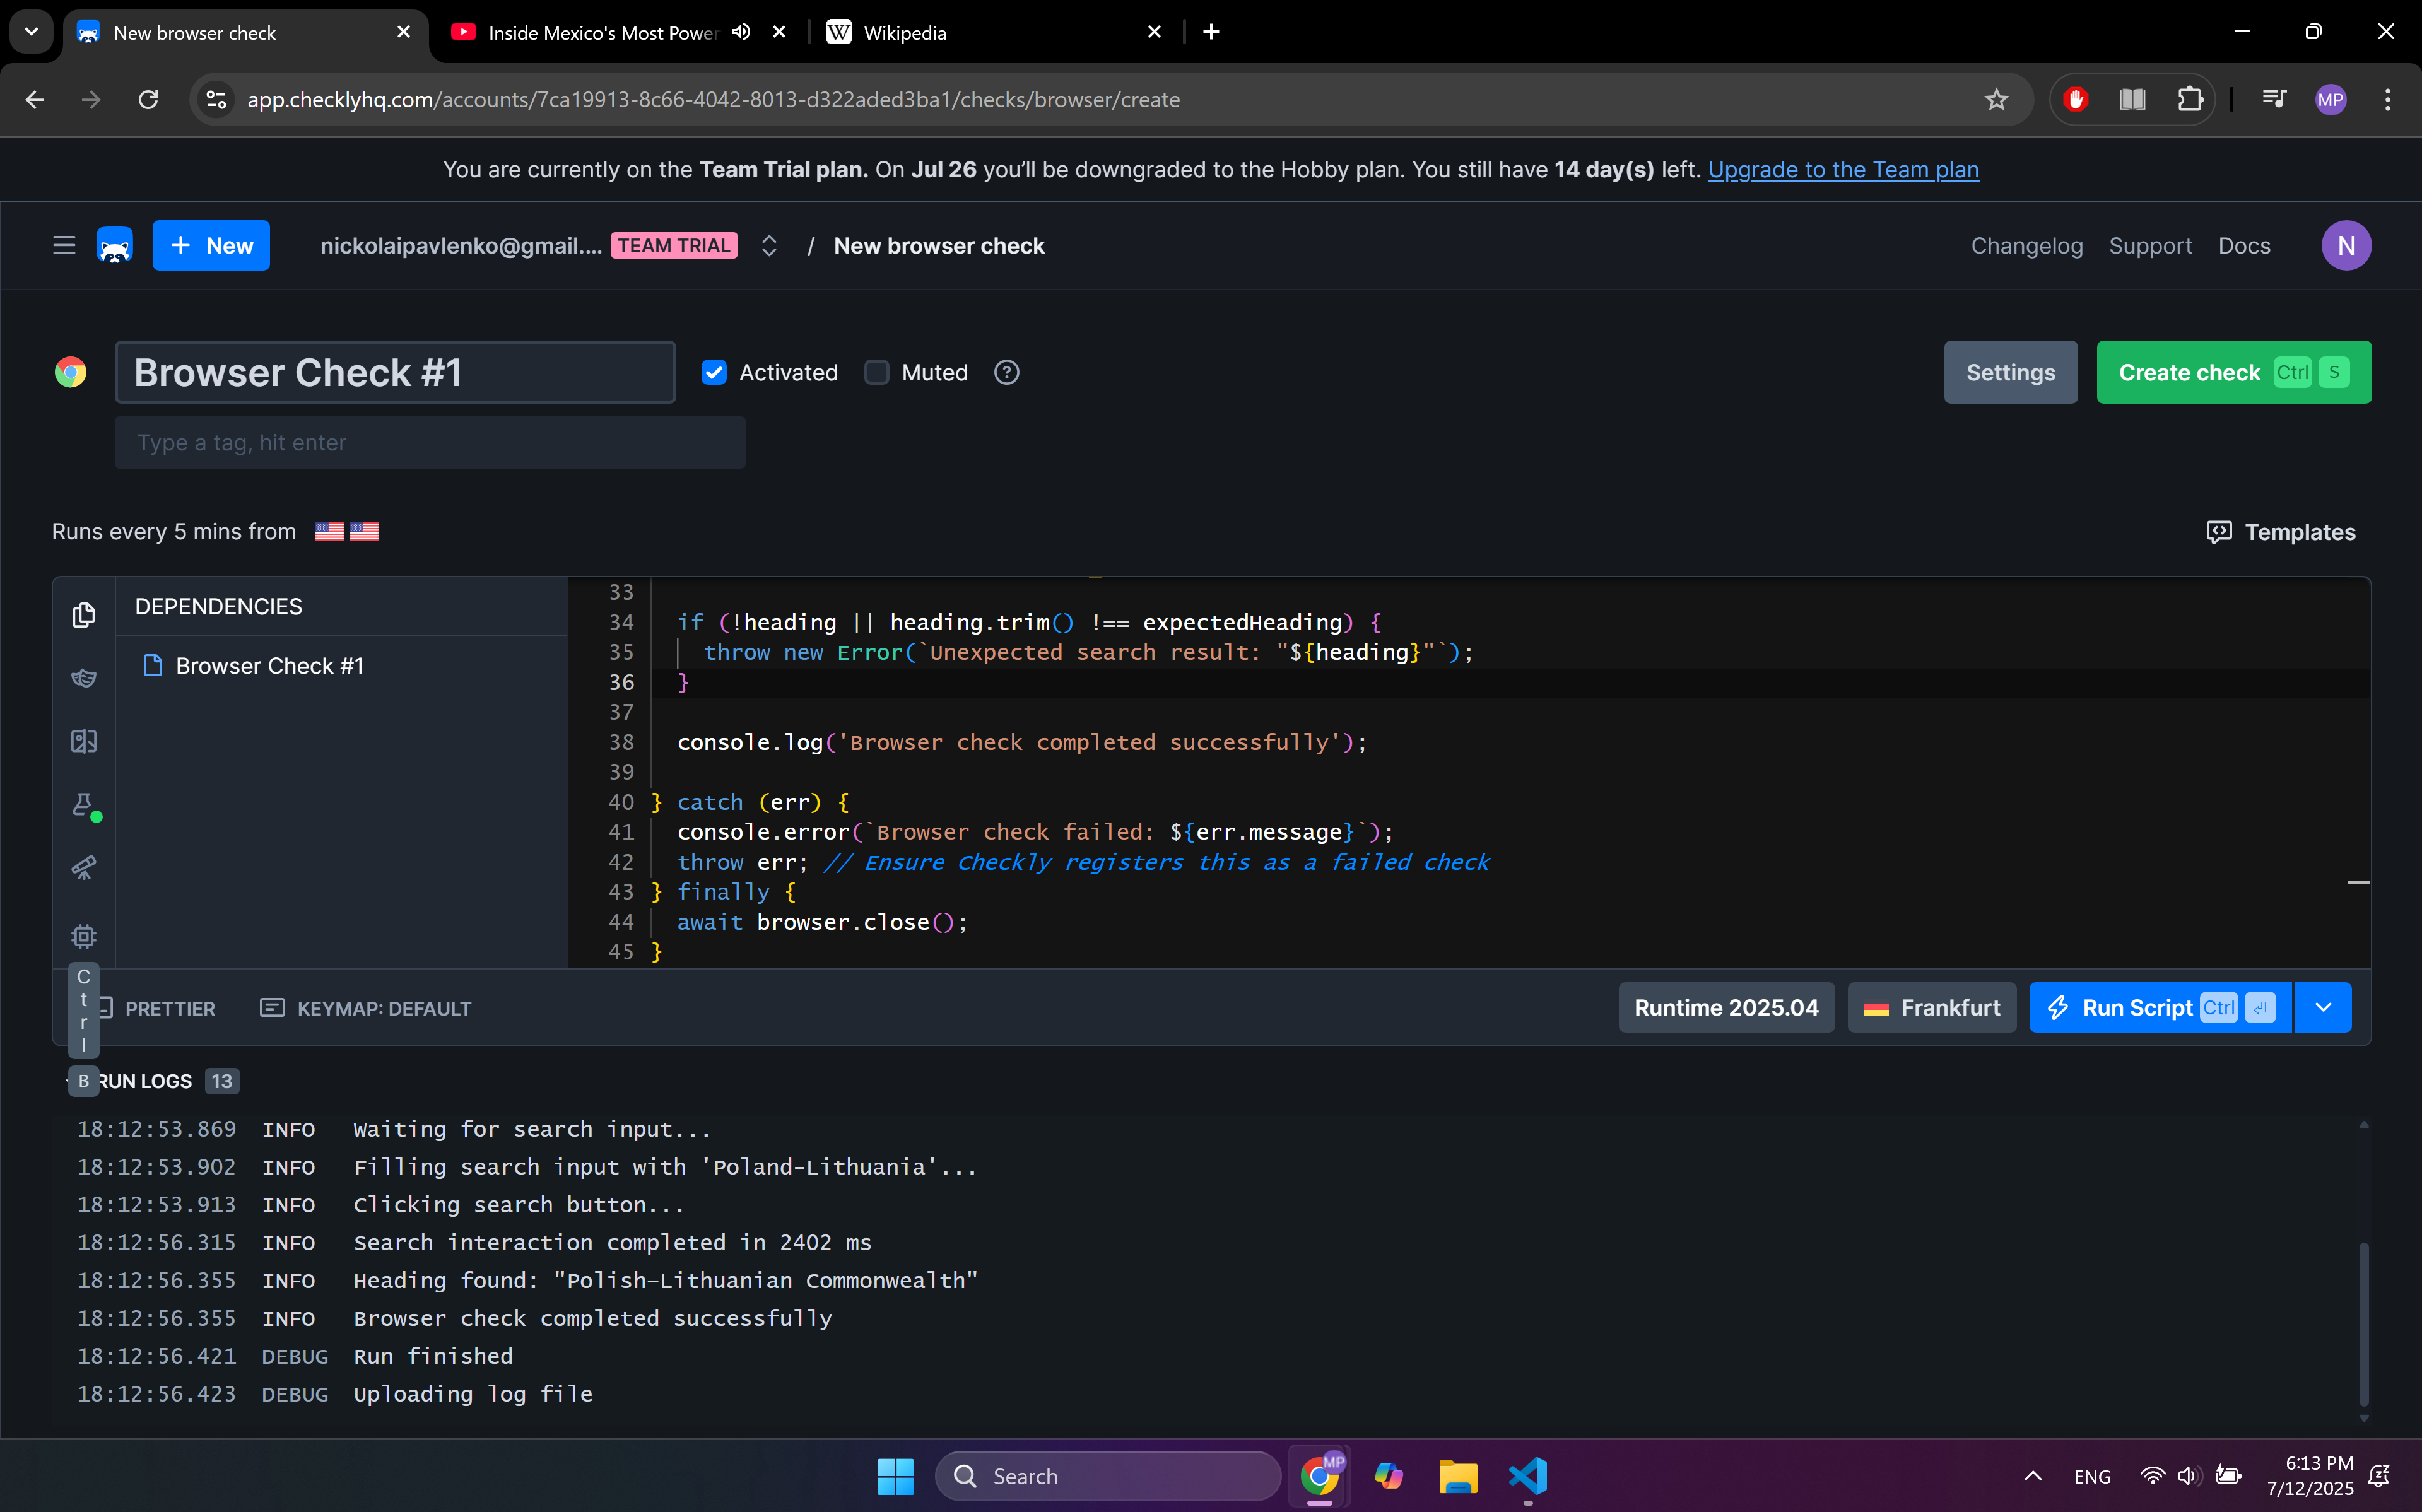 New browser check
Inside Mexico's Most Power
Wikipedia
app.checklyhq.com/accounts/7ca19913-8c66-4042-8013-d322aded3ba1/checks/browser/create
MP
You are currently on the Team Trial plan. On Jul 26 you’ll be downgraded to the Hobby plan. You still have 14 day(s) left. Upgrade to the Team plan
+ New
nickolaipavlenko@gmail.... TEAM TRIAL / New browser check
Changelog Support Docs N
Browser Check #1
Activated Muted ?
Settings
Create check Ctrl S
Type a tag, hit enter
Runs every 5 mins from
Templates
DEPENDENCIES
Browser Check #1
33
34 if (!heading || heading.trim() !== expectedHeading) {
35 throw new Error(`Unexpected search result: "${heading}"`);
36 }
37
38 console.log('Browser check completed successfully');
39
40 } catch (err) {
41 console.error(`Browser check failed: ${err.message}`);
42 throw err; // Ensure Checkly registers this as a failed check
43 } finally {
44 await browser.close();
45 }
Ctrl
B
PRETTIER
KEYMAP: DEFAULT
Runtime 2025.04
Frankfurt
Run Script Ctrl ⏎
RUN LOGS 13
18:12:53.869 INFO Waiting for search input...
18:12:53.902 INFO Filling search input with 'Poland-Lithuania'...
18:12:53.913 INFO Clicking search button...
18:12:56.315 INFO Search interaction completed in 2402 ms
18:12:56.355 INFO Heading found: "Polish–Lithuanian Commonwealth"
18:12:56.355 INFO Browser check completed successfully
18:12:56.421 DEBUG Run finished
18:12:56.423 DEBUG Uploading log file
Search
MP
ENG
6:13 PM
7/12/2025